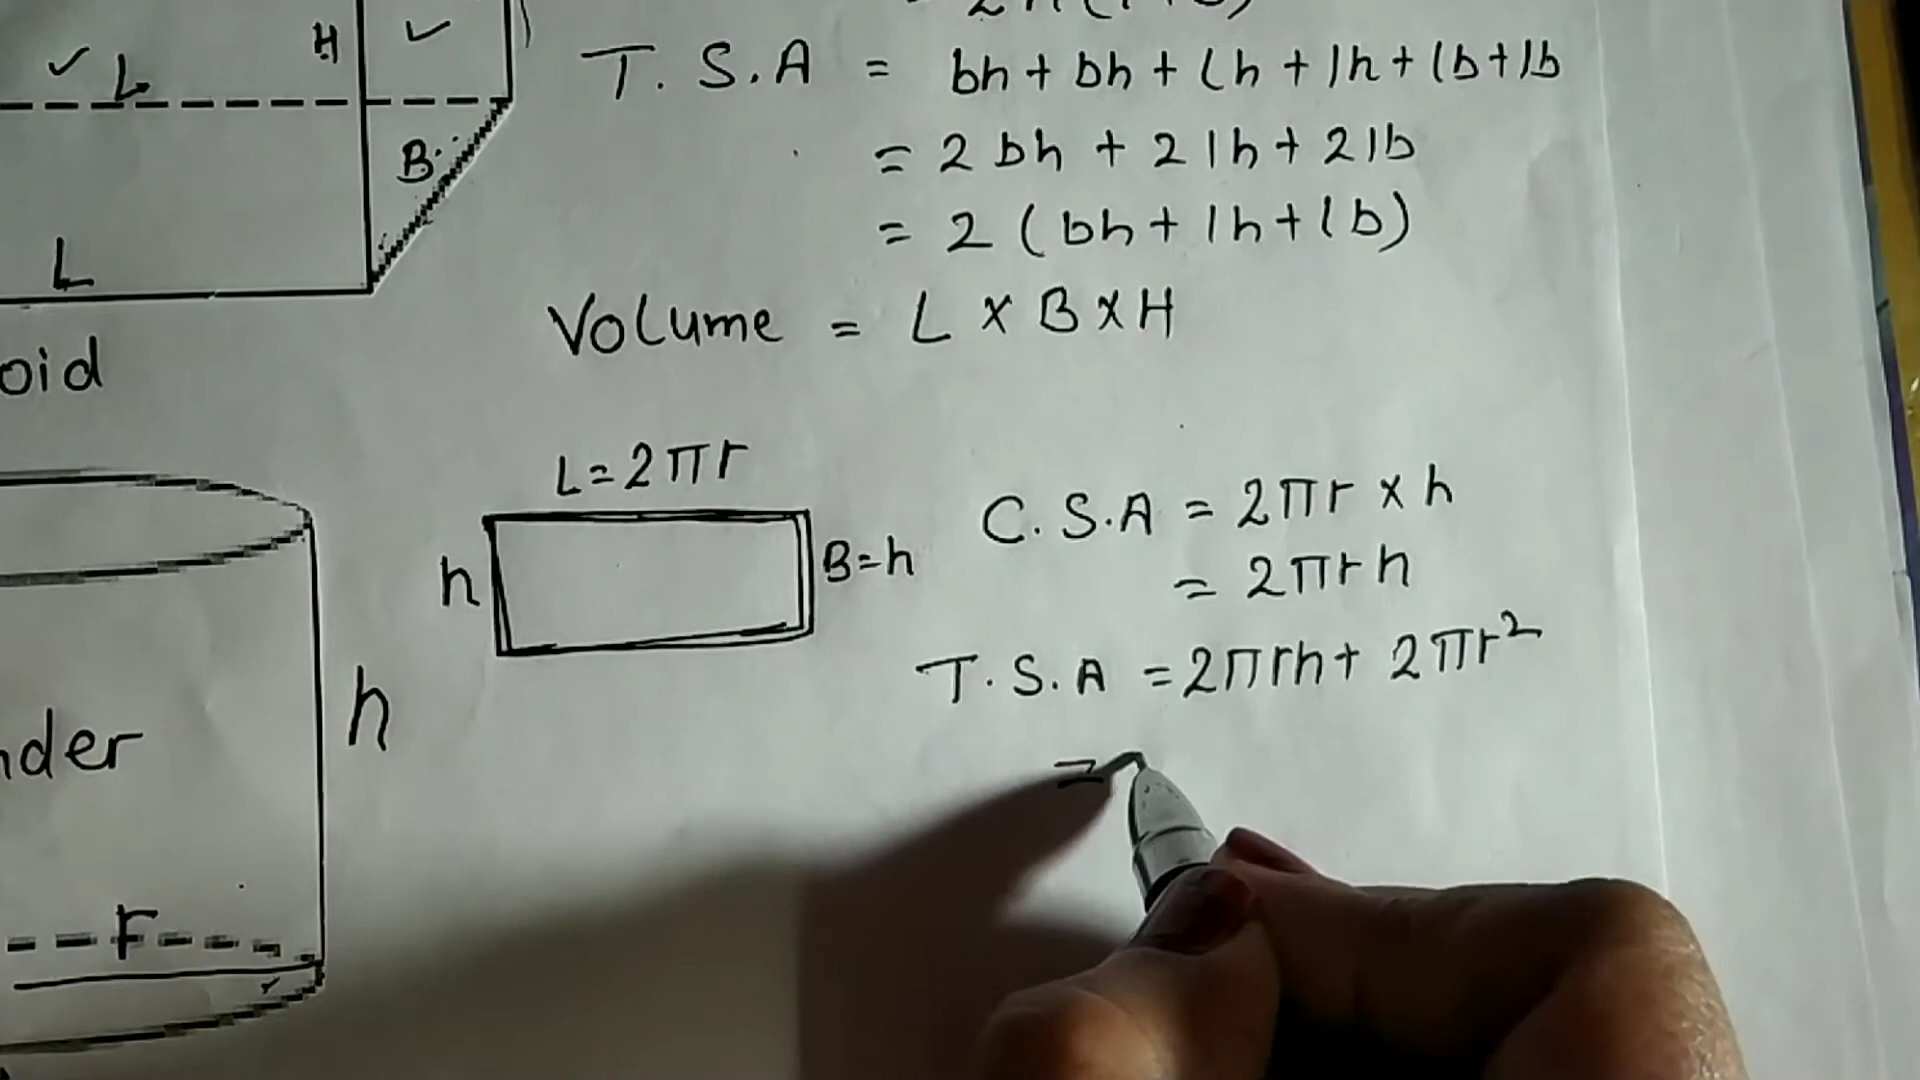 T.S.A = bh + bh + lh + lh + lb + lb
= 2bh + 2lh + 2lb
= 2 (bh + lh + lb)
Volume = L × B × H
H
L
B
L
oid
L = 2πr
h
B = h
C.S.A = 2πr × h
= 2πrh
T.S.A = 2πrh + 2πr²
=
h
nder
r